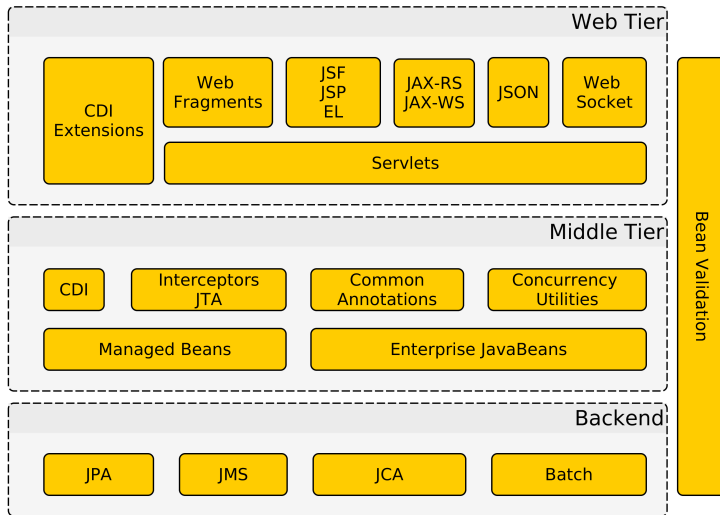 Web Tier
CDI
Extensions
Web
Fragments
JSF
JSP
EL
JAX-RS
JAX-WS
JSON
Web
Socket
Servlets
Middle Tier
CDI
Interceptors
JTA
Common
Annotations
Concurrency
Utilities
Managed Beans
Enterprise JavaBeans
Backend
JPA
JMS
JCA
Batch
Bean Validation